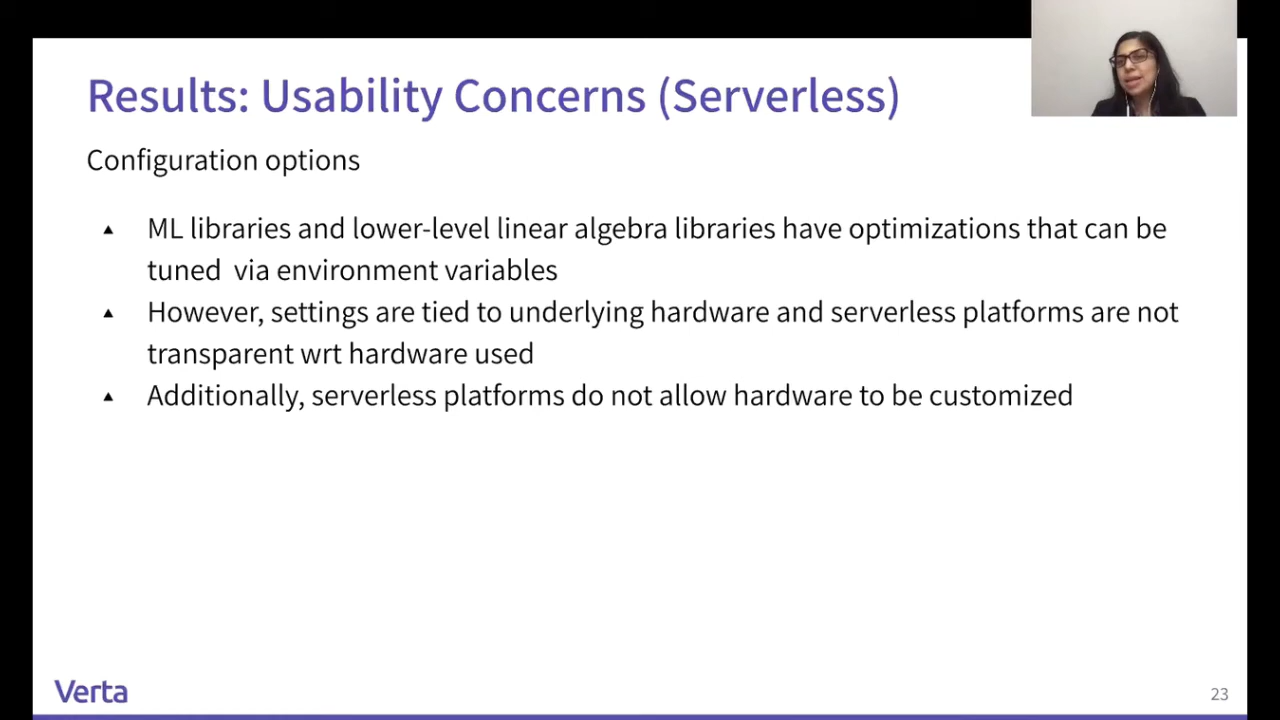 Results: Usability Concerns (Serverless)
Configuration options
ML libraries and lower-level linear algebra libraries have optimizations that can be
tuned  via environment variables
However, settings are tied to underlying hardware and serverless platforms are not
transparent wrt hardware used
Additionally, serverless platforms do not allow hardware to be customized
Verta
23